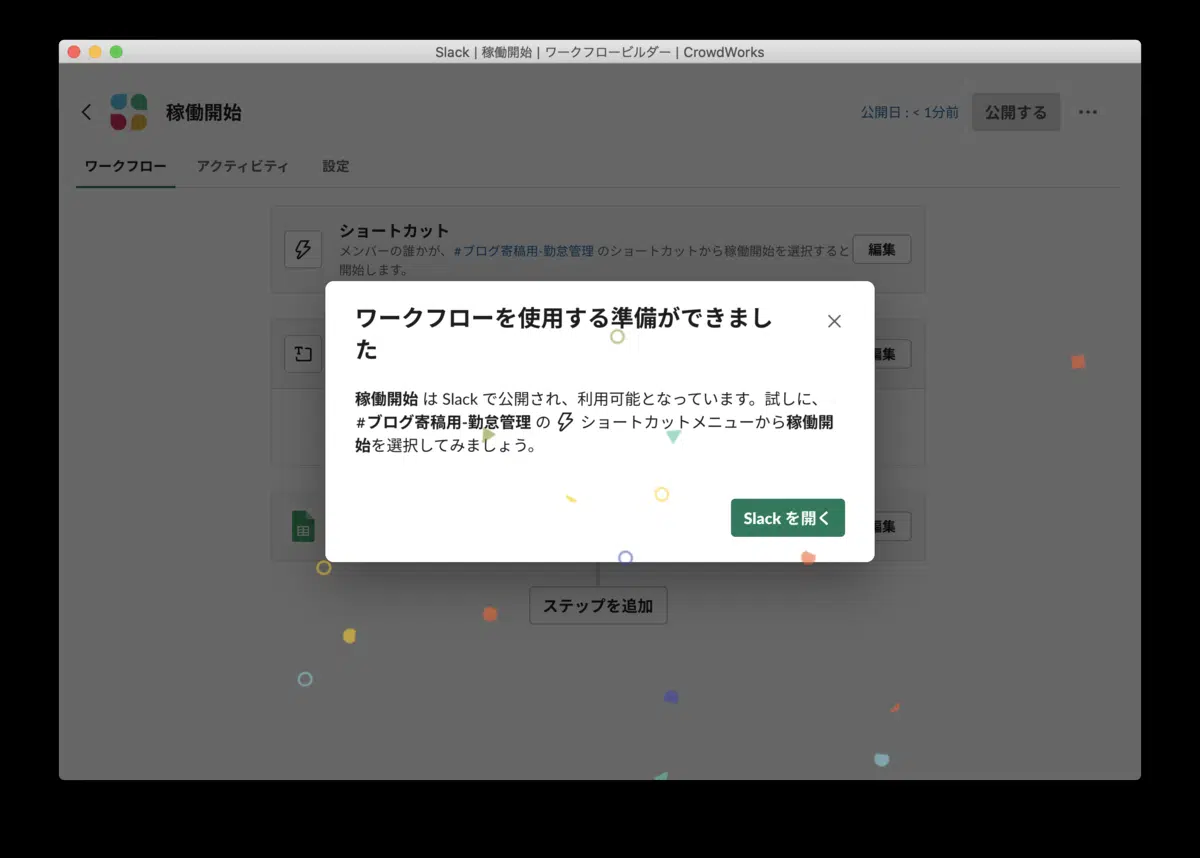 Slack | 稼働開始 | ワークフロービルダー | CrowdWorks
稼働開始
公開日 : < 1分前
公開する
ワークフロー
アクティビティ
設定
ショートカット
メンバーの誰かが、#ブログ寄稿用-勤怠管理 のショートカットから稼働開始を選択すると
開始します。
編集
ワークフローを使用する準備ができまし
た
編集
稼働開始 は Slack で公開され、利用可能となっています。試しに、
#ブログ寄稿用-勤怠管理 の ショートカットメニューから稼働開
始を選択してみましょう。
Slack を開く
編集
ステップを追加